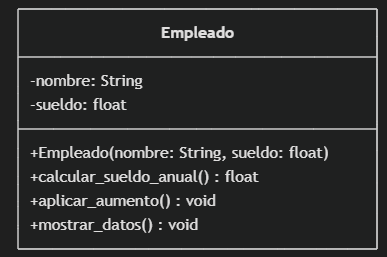 Empleado
-nombre: String
-sueldo: float
+Empleado(nombre: String, sueldo: float)
+calcular_sueldo_anual() : float
+aplicar_aumento() : void
+mostrar_datos() : void